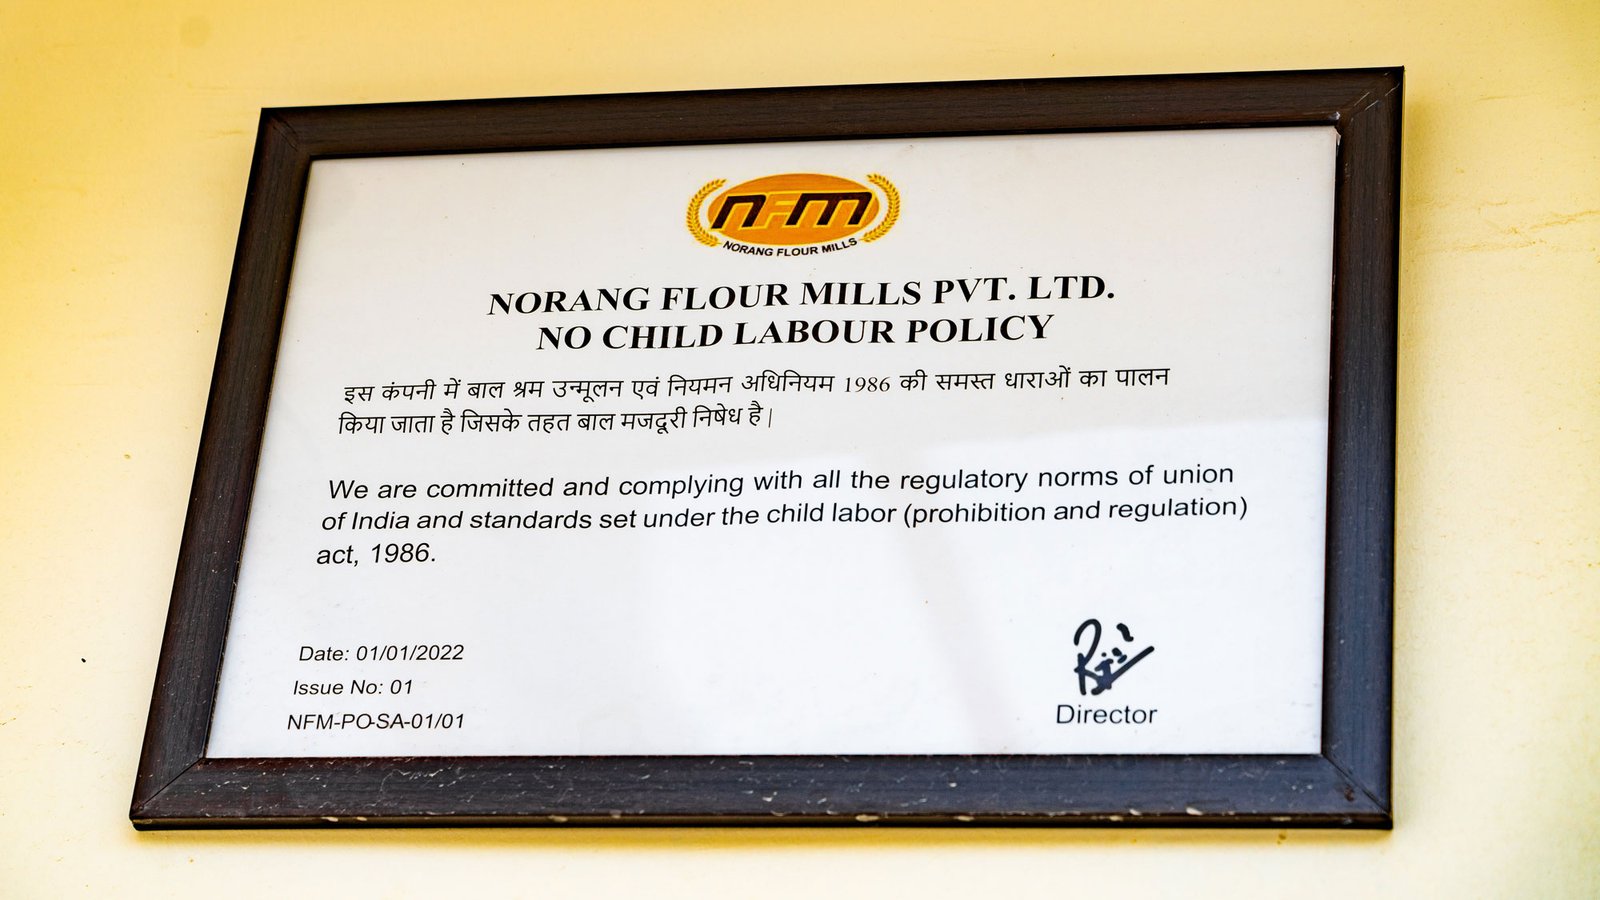 NFM
NORANG FLOUR MILLS
NORANG FLOUR MILLS PVT. LTD.
NO CHILD LABOUR POLICY
इस कंपनी में बाल श्रम उन्मूलन एवं नियमन अधिनियम 1986 की समस्त धाराओं का पालन
किया जाता है जिसके तहत बाल मजदूरी निषेध है |
We are committed and complying with all the regulatory norms of union
of India and standards set under the child labor (prohibition and regulation)
act, 1986.
Date: 01/01/2022
Issue No: 01
NFM-PO-SA-01/01
Director